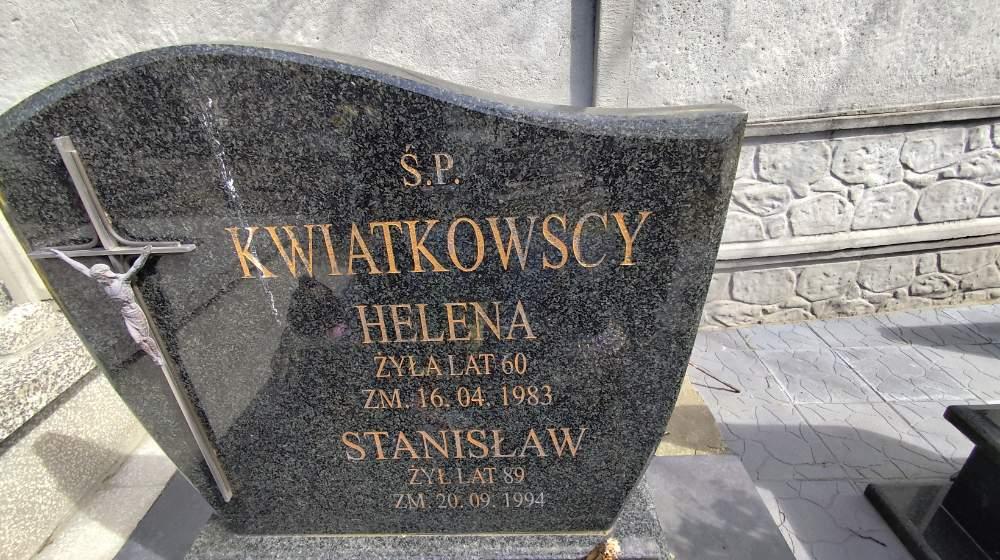 Ś.P.
KWIATKOWSCY
HELENA
ŻYŁA LAT 60
ZM. 16. 04. 1983
STANISŁAW
ŻYŁ LAT 89
ZM. 20. 09. 1994